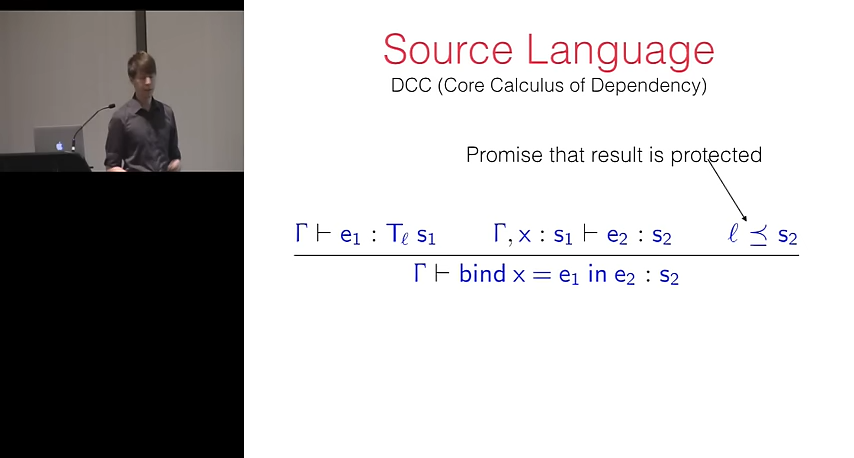 Source Language
DCC (Core Calculus of Dependency)
Promise that result is protected
Γ ⊢ e₁ : T_ℓ s₁ Γ, x : s₁ ⊢ e₂ : s₂ ℓ ⪯ s₂
Γ ⊢ bind x = e₁ in e₂ : s₂